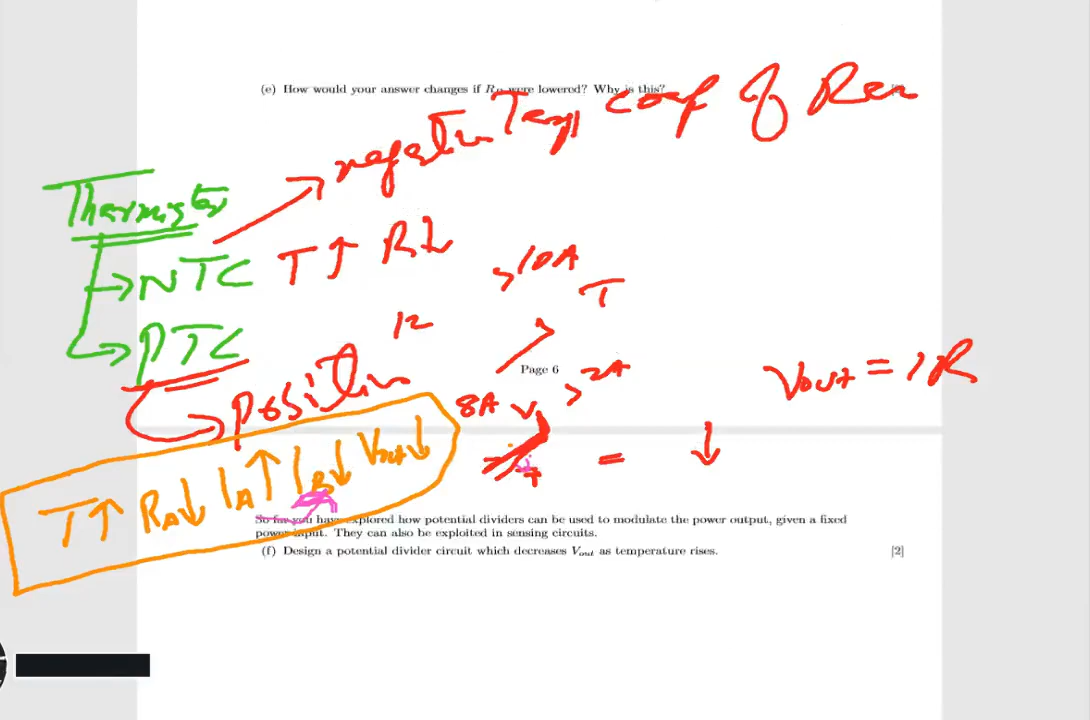 (e) How would your answer changes if R were lowered? Why is this?
negative Temp coef of Res
Thermister
NTC T↑ R↓
10A
T
PTC
12
Page 6
2A
Vout = IR
Positive
8A
=
↓
T↑ RA↓ IA↑ IB↓ Vout↓
So far you have explored how potential dividers can be used to modulate the power output, given a fixed
power input. They can also be exploited in sensing circuits.
(f) Design a potential divider circuit which decreases Vout as temperature rises. [2]